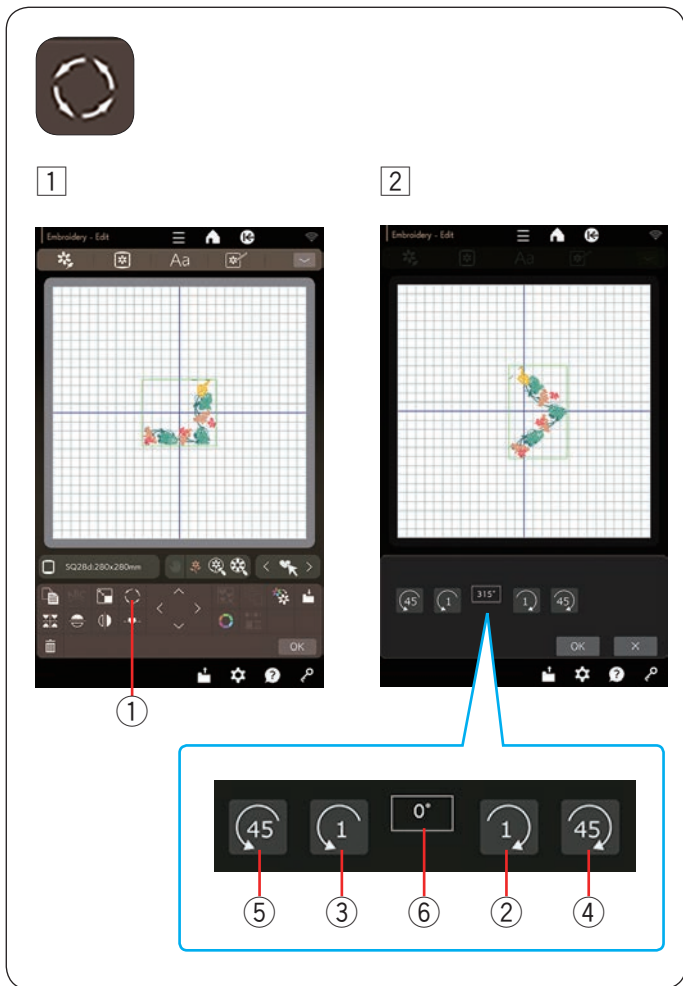 1
2
Embroidery - Edit
Aa
SQ28d:280x280mm
OK
①
Embroidery - Edit
Aa
45 1 315° 1 45
OK X
45 1 0° 1 45
⑤ ③ ⑥ ② ④